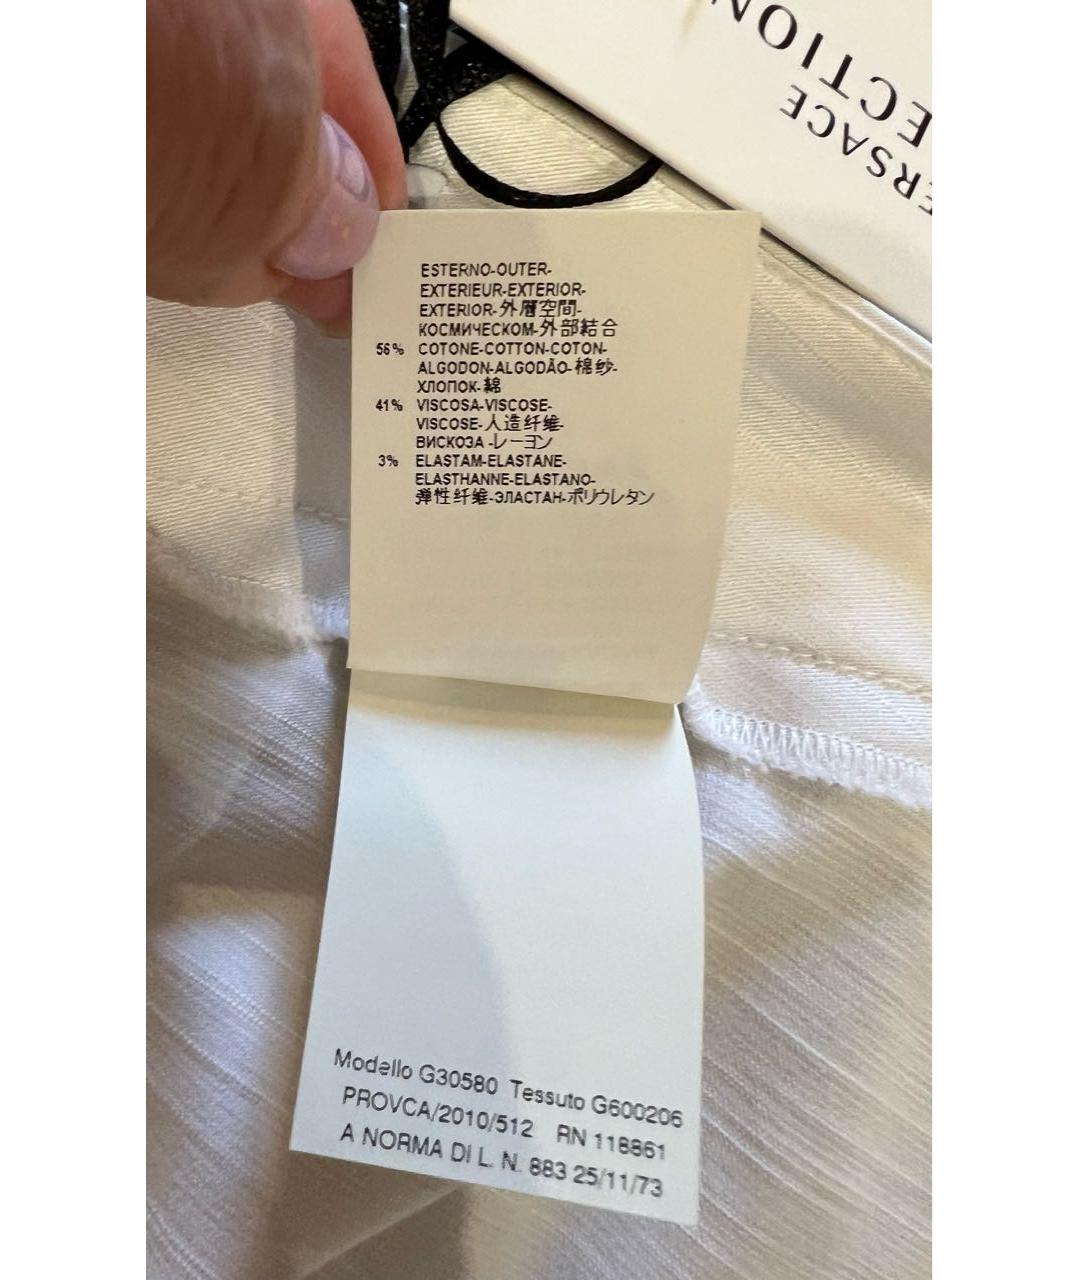 ERSACE
ECTION
ESTERNO-OUTER-
EXTERIEUR-EXTERIOR-
EXTERIOR-外層空間-
КОСМИЧЕСКОМ-外部結合
56% COTONE-COTTON-COTON-
ALGODON-ALGODÃO-棉纱-
ХЛОПОК-綿
41% VISCOSA-VISCOSE-
VISCOSE-人造纤维-
ВИСКОЗА -レーヨン
3% ELASTAM-ELASTANE-
ELASTHANNE-ELASTANO-
弹性纤维-ЭЛАСТАН-ポリウレタン
Modello G30580 Tessuto G600206
PROVCA/2010/512 RN 118861
A NORMA DI L. N. 883 25/11/73